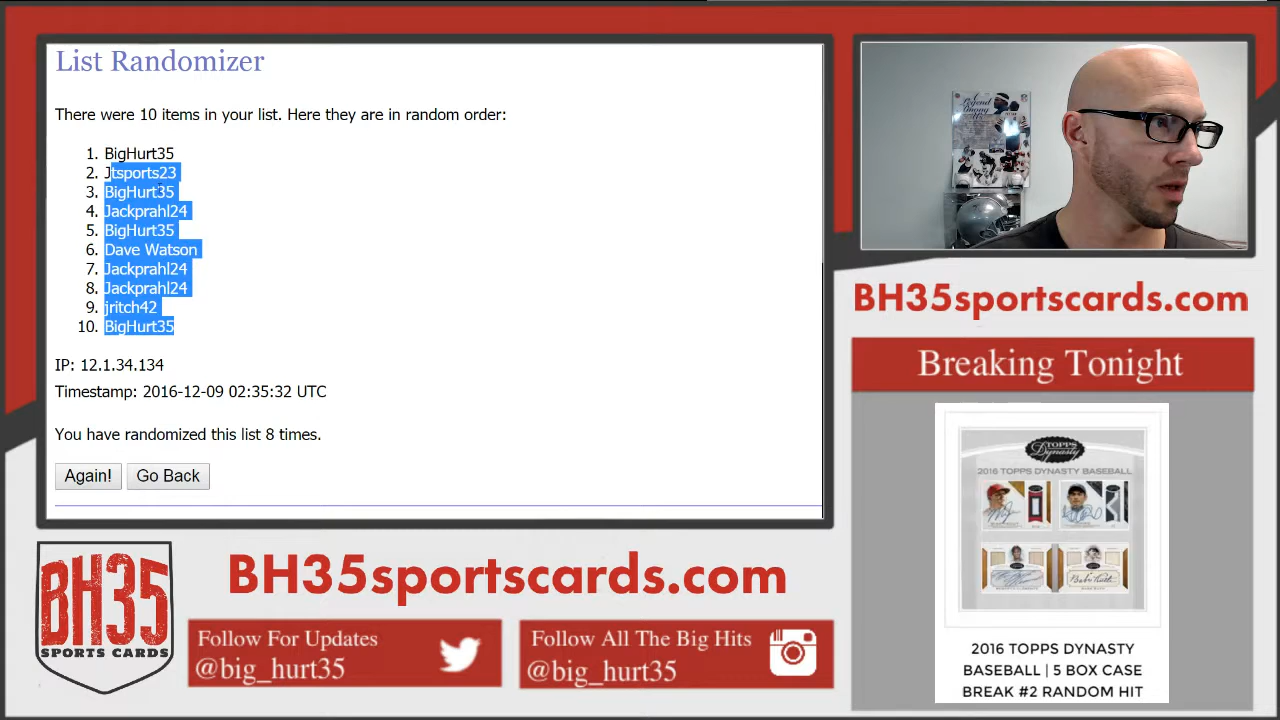 List Randomizer
There were 10 items in your list. Here they are in random order:
1. BigHurt35
2. Jtsports23
3. BigHurt35
4. Jackprahl24
5. BigHurt35
6. Dave Watson
7. Jackprahl24
8. Jackprahl24
9. jritch42
10. BigHurt35
IP: 12.1.34.134
Timestamp: 2016-12-09 02:35:32 UTC
You have randomized this list 8 times.
Again! Go Back
BH35sportscards.com
Breaking Tonight
TOPPS
Dynasty
2016 TOPPS DYNASTY BASEBALL
2016 TOPPS DYNASTY
BASEBALL | 5 BOX CASE
BREAK #2 RANDOM HIT
BH35
SPORTS CARDS
BH35sportscards.com
Follow For Updates
@big_hurt35
Follow All The Big Hits
@big_hurt35